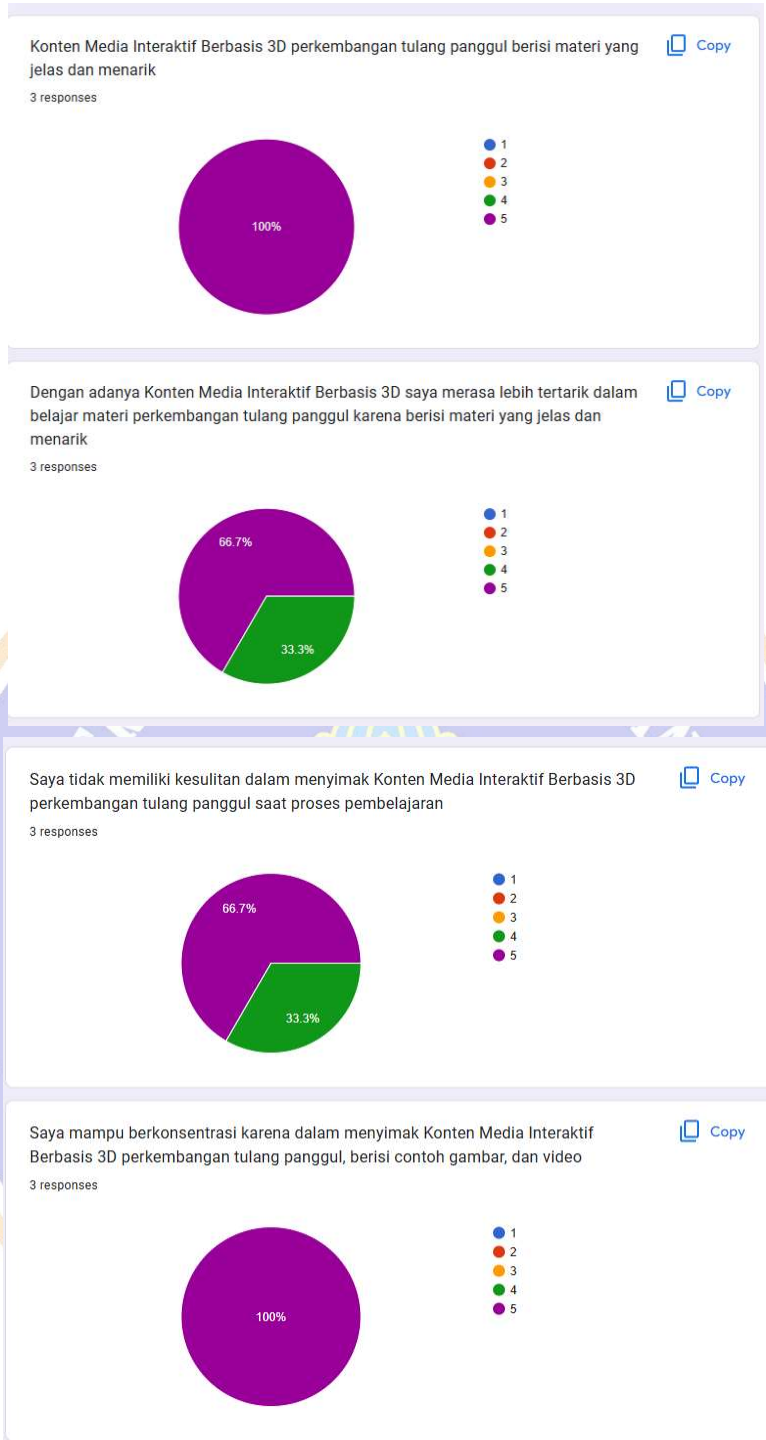 Konten Media Interaktif Berbasis 3D perkembangan tulang panggul berisi materi yang
jelas dan menarik
Copy
3 responses
100%
1
2
3
4
5
Dengan adanya Konten Media Interaktif Berbasis 3D saya merasa lebih tertarik dalam
belajar materi perkembangan tulang panggul karena berisi materi yang jelas dan
menarik
Copy
3 responses
66.7%
33.3%
1
2
3
4
5
Saya tidak memiliki kesulitan dalam menyimak Konten Media Interaktif Berbasis 3D
perkembangan tulang panggul saat proses pembelajaran
Copy
3 responses
66.7%
33.3%
1
2
3
4
5
Saya mampu berkonsentrasi karena dalam menyimak Konten Media Interaktif
Berbasis 3D perkembangan tulang panggul, berisi contoh gambar, dan video
Copy
3 responses
100%
1
2
3
4
5